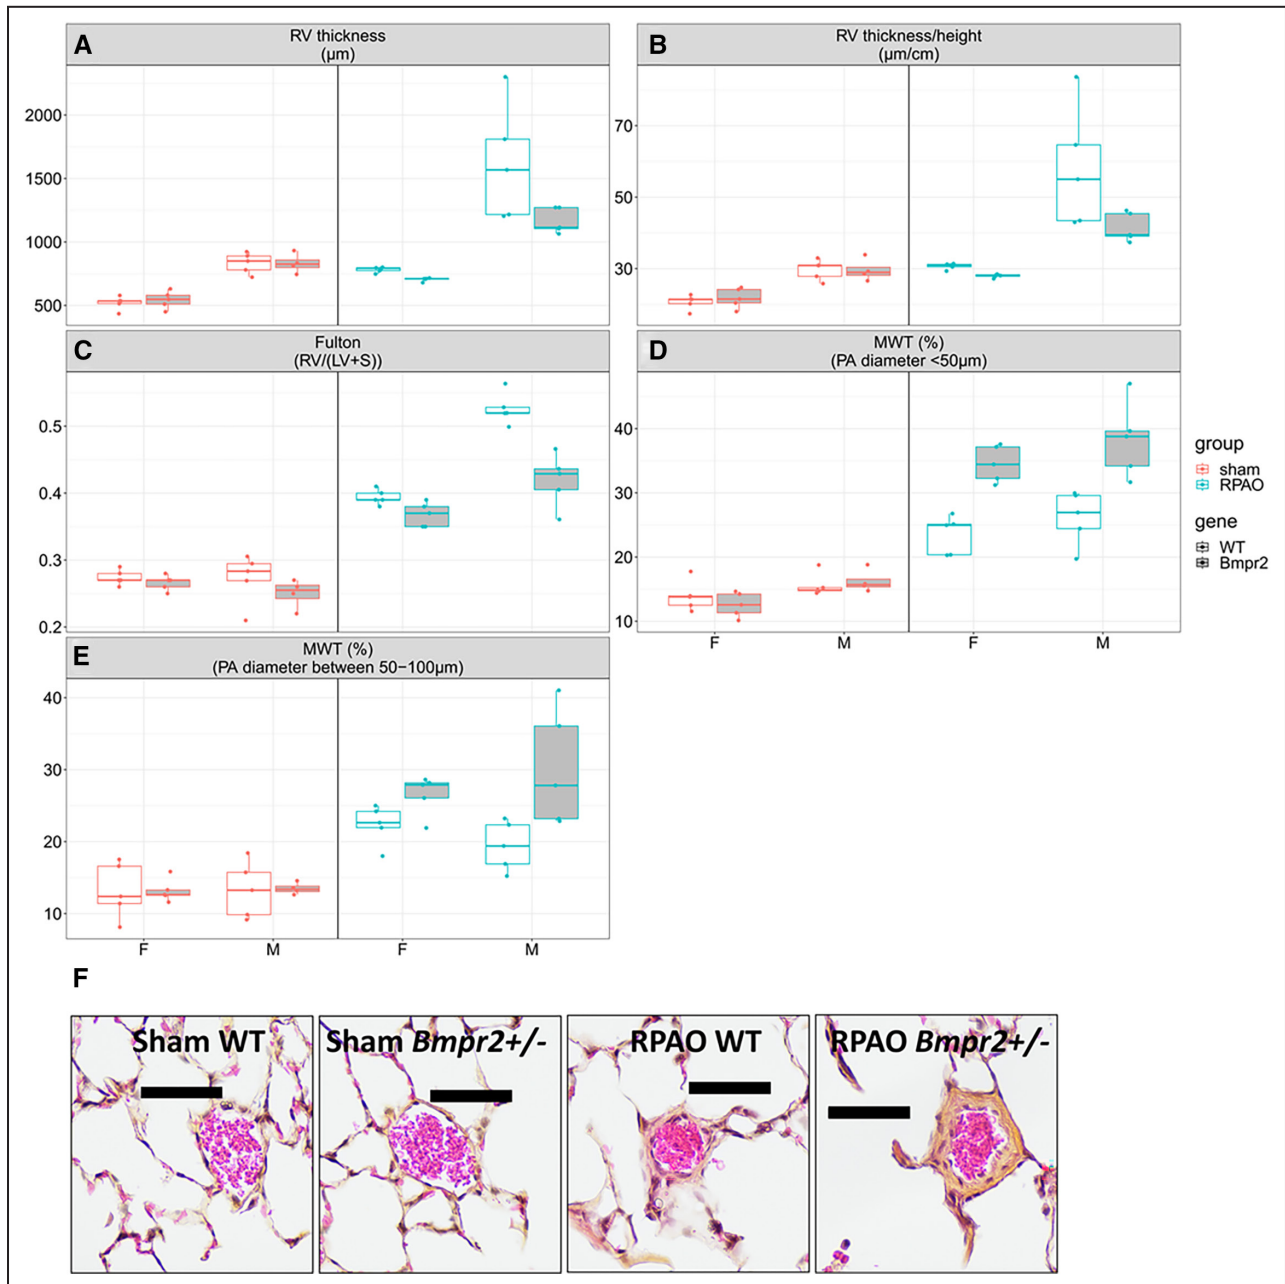 A
RV thickness
(µm)
2000
1500
1000
500
B
RV thickness/height
(µm/cm)
70
50
30
C
Fulton
(RV/(LV+S))
0.5
0.4
0.3
0.2
D
MWT (%)
(PA diameter <50µm)
40
30
20
10
F M F M
group
sham
RPAO
gene
WT
Bmpr2
E
MWT (%)
(PA diameter between 50−100µm)
40
30
20
10
F M F M
F
Sham WT
Sham Bmpr2+/-
RPAO WT
RPAO Bmpr2+/-